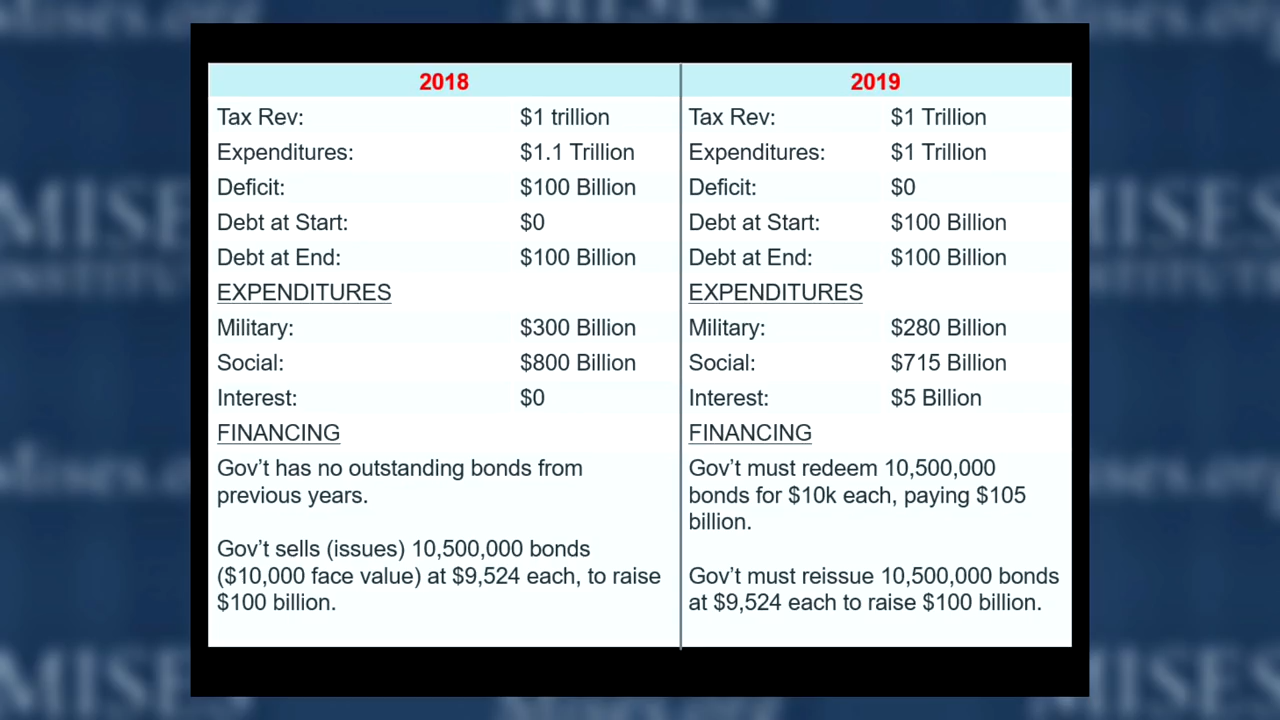 2018
Tax Rev: $1 trillion
Expenditures: $1.1 Trillion
Deficit: $100 Billion
Debt at Start: $0
Debt at End: $100 Billion
EXPENDITURES
Military: $300 Billion
Social: $800 Billion
Interest: $0
FINANCING
Gov’t has no outstanding bonds from
previous years.
Gov’t sells (issues) 10,500,000 bonds
($10,000 face value) at $9,524 each, to raise
$100 billion.
2019
Tax Rev: $1 Trillion
Expenditures: $1 Trillion
Deficit: $0
Debt at Start: $100 Billion
Debt at End: $100 Billion
EXPENDITURES
Military: $280 Billion
Social: $715 Billion
Interest: $5 Billion
FINANCING
Gov’t must redeem 10,500,000
bonds for $10k each, paying $105
billion.
Gov’t must reissue 10,500,000 bonds
at $9,524 each to raise $100 billion.